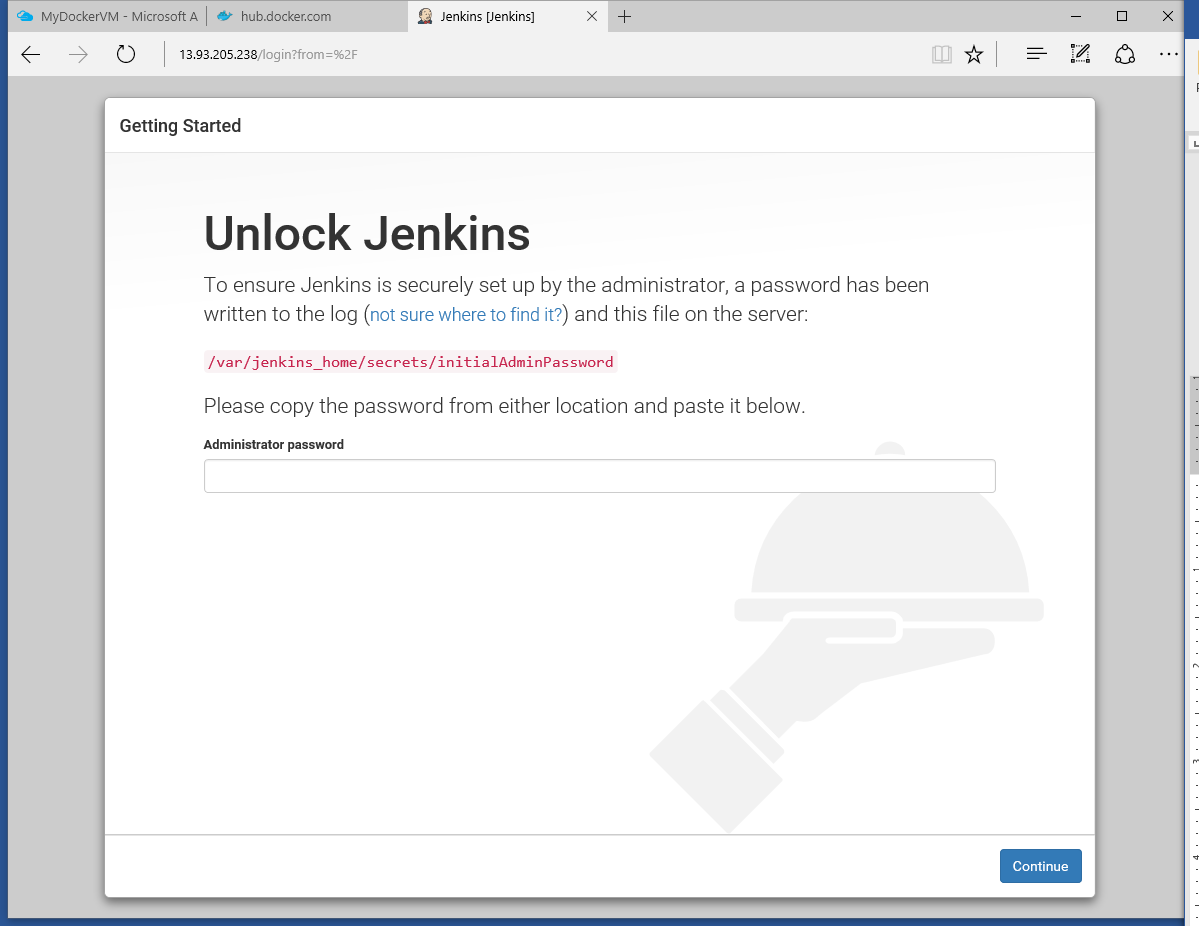 MyDockerVM - Microsoft A
hub.docker.com
Jenkins [Jenkins]
13.93.205.238/login?from=%2F
Getting Started
Unlock Jenkins
To ensure Jenkins is securely set up by the administrator, a password has been
written to the log (not sure where to find it?) and this file on the server:
/var/jenkins_home/secrets/initialAdminPassword
Please copy the password from either location and paste it below.
Administrator password
Continue